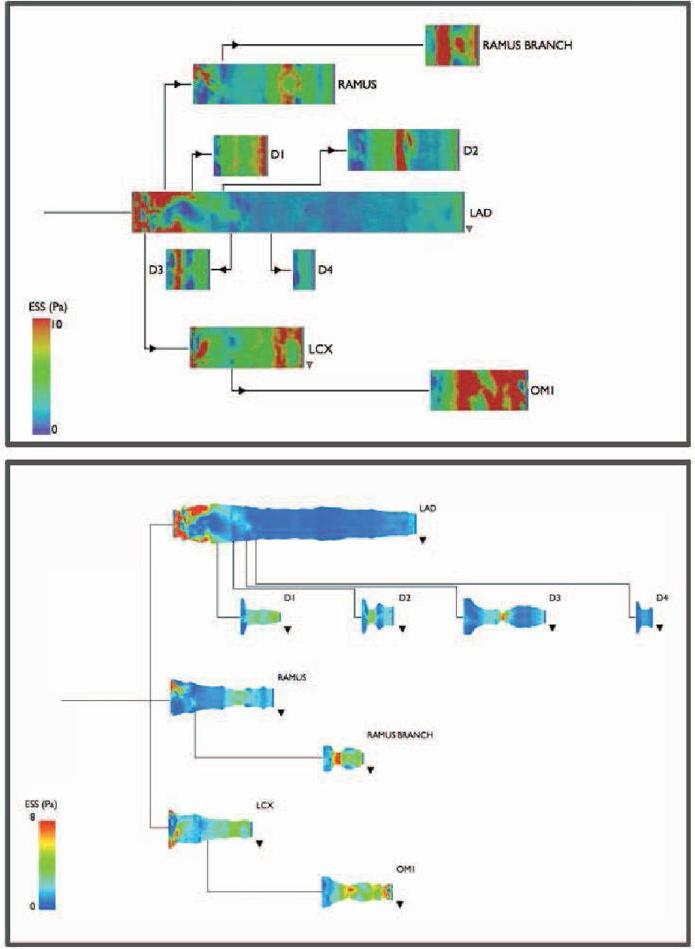 RAMUS BRANCH
RAMUS
D1
D2
LAD
D3
D4
ESS (Pa)
10
LCX
0
OM1
LAD
D1
D2
D3
D4
RAMUS
RAMUS BRANCH
ESS (Pa)
8
LCX
0
OM1